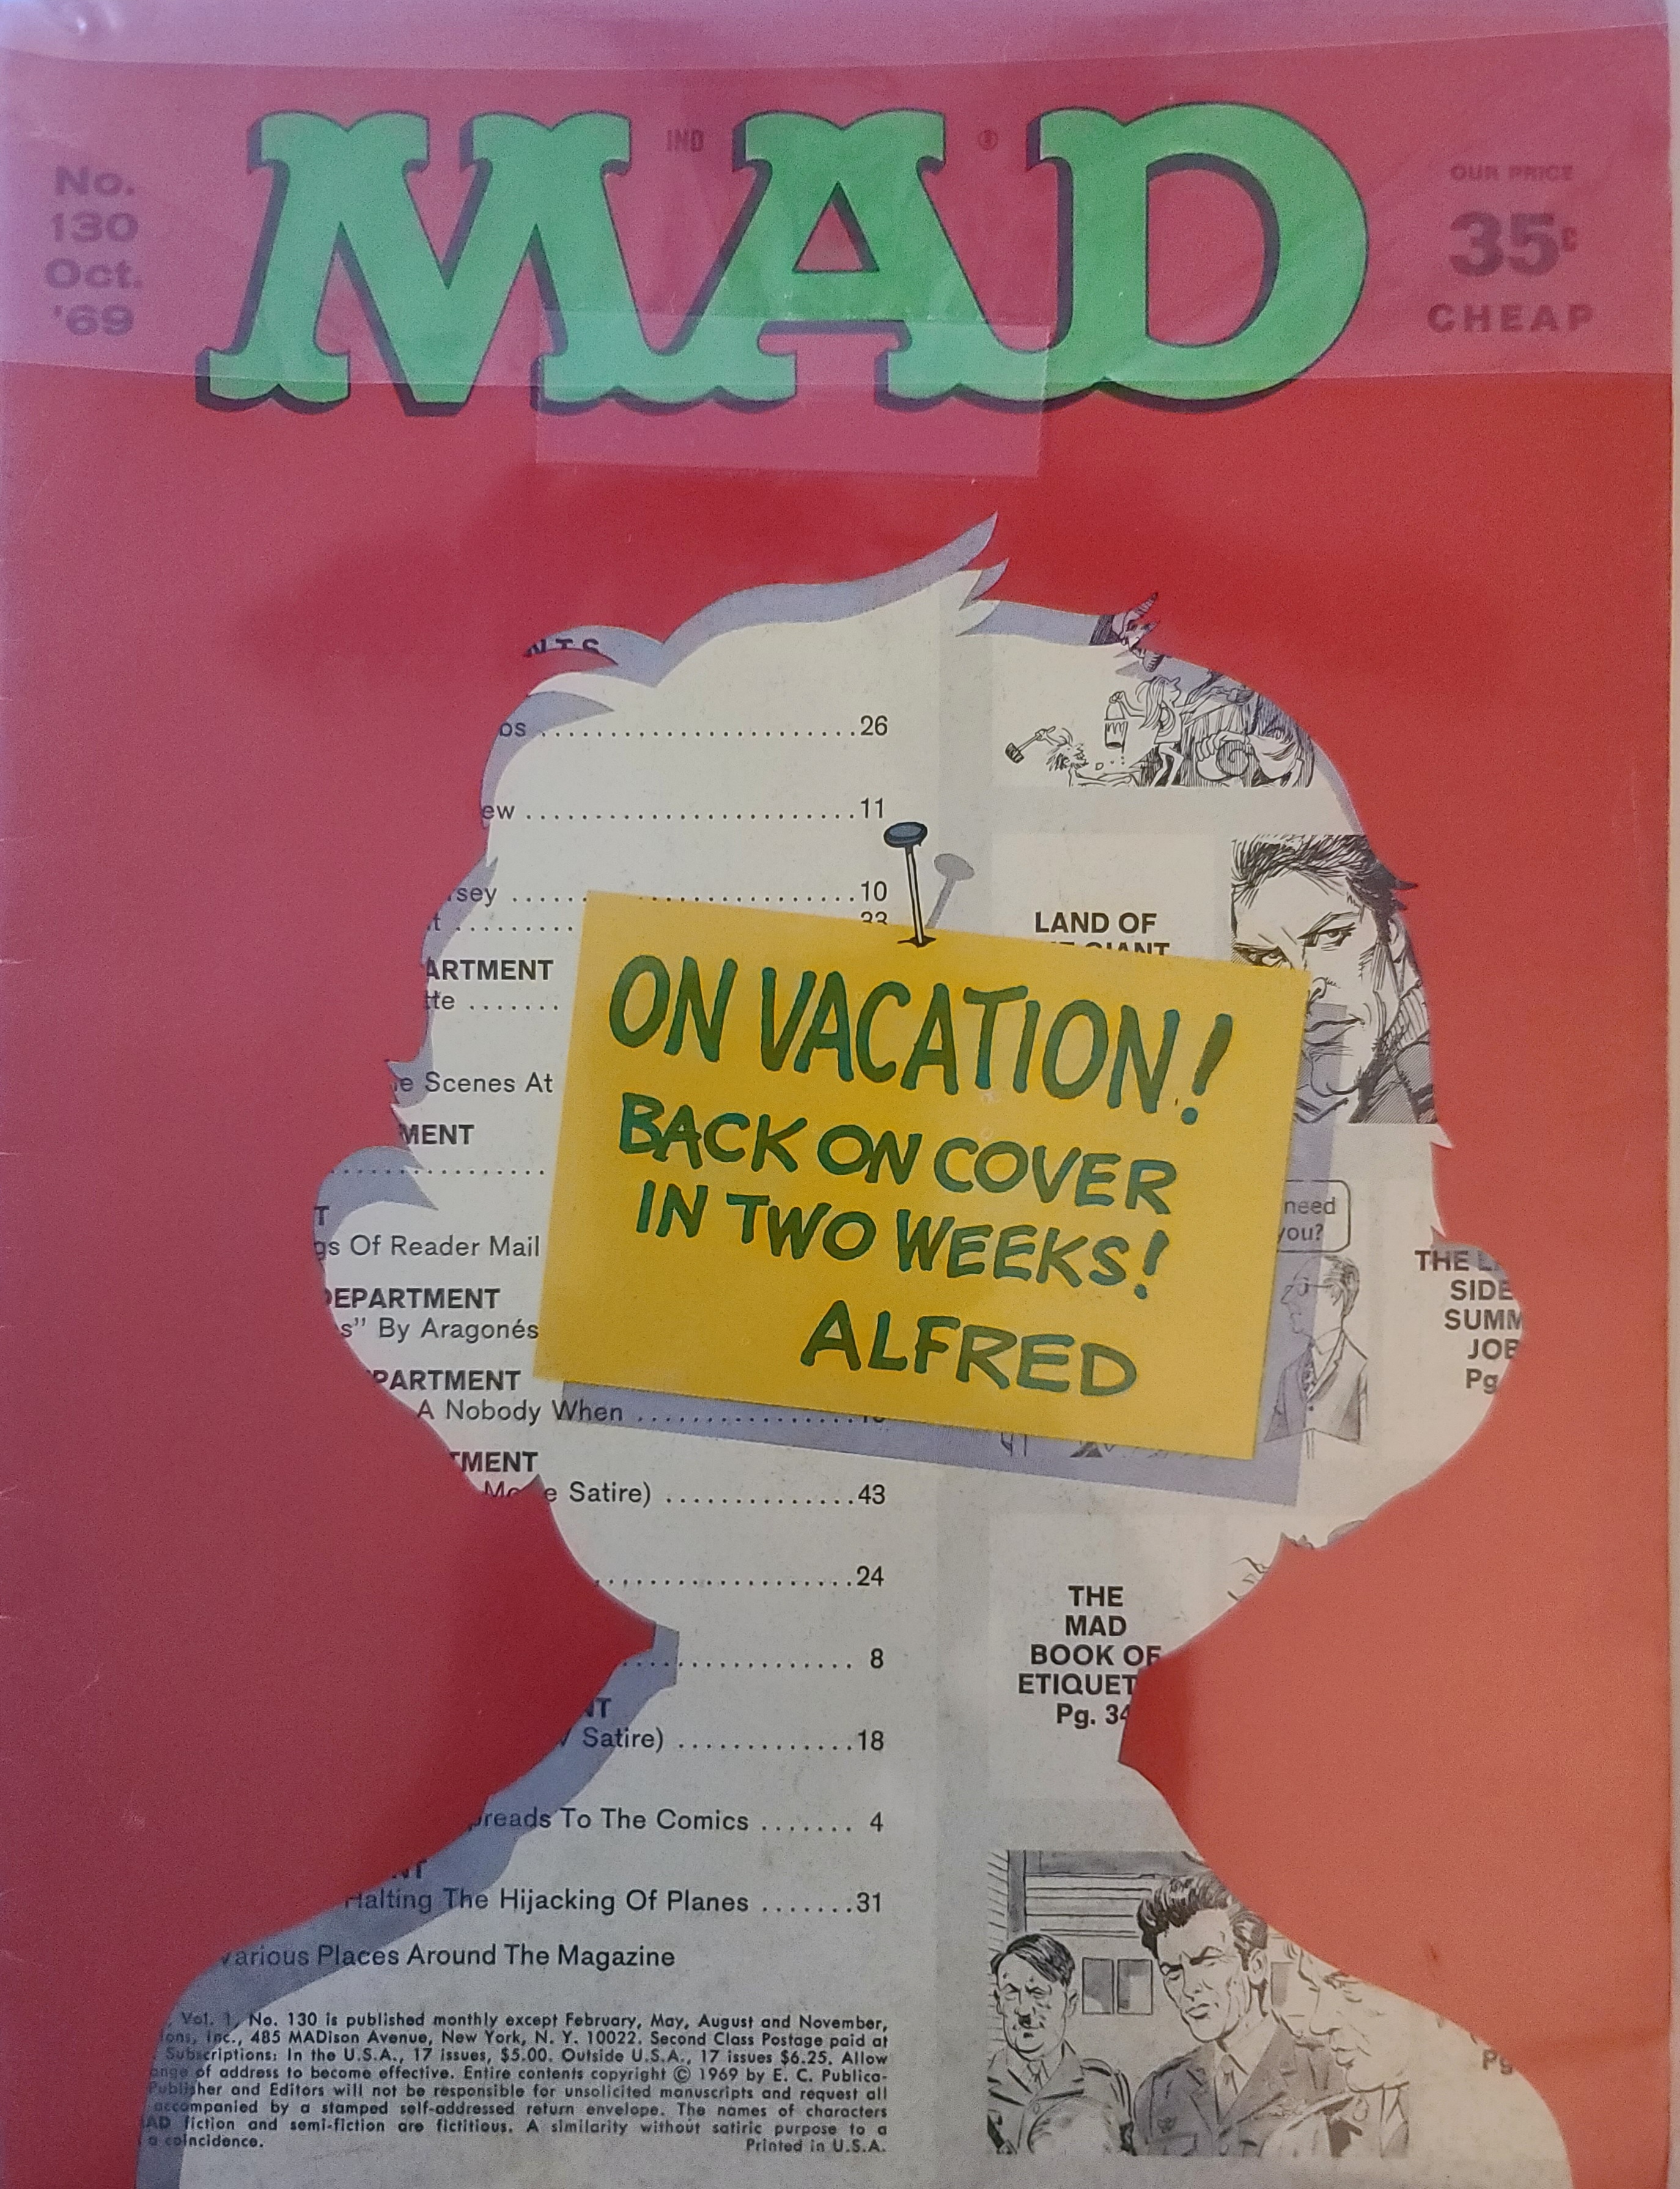 No.
130
Oct.
'69
MAD
IND
®
OUR PRICE
35¢
CHEAP
NTS
os ........................26
ew ........................11
sey ........................10
t ........................33
ARTMENT
tte .......
e Scenes At
MENT
T
gs Of Reader Mail
DEPARTMENT
s" By Aragonés
PARTMENT
A Nobody When ................
TMENT
e Satire) ..............43
..................24
.............. 8
NT
Satire) .............18
preads To The Comics ....... 4
NT
Halting The Hijacking Of Planes .......31
Various Places Around The Magazine
Vol. 1, No. 130 is published monthly except February, May, August and November,
ions, Inc., 485 MADison Avenue, New York, N. Y. 10022. Second Class Postage paid at
Subscriptions: In the U.S.A., 17 issues, $5.00. Outside U.S.A., 17 issues $6.25. Allow
ange of address to become effective. Entire contents copyright © 1969 by E. C. Publica-
Publisher and Editors will not be responsible for unsolicited manuscripts and request all
accompanied by a stamped self-addressed return envelope. The names of characters
AD fiction and semi-fiction are fictitious. A similarity without satiric purpose to a
a coincidence.
Printed in U.S.A.
LAND OF
GIANT
ON VACATION!
BACK ON COVER
IN TWO WEEKS!
ALFRED
need
you?
THE L
SIDE
SUMM
JOB
Pg.
THE
MAD
BOOK OF
ETIQUET
Pg. 34
Pg